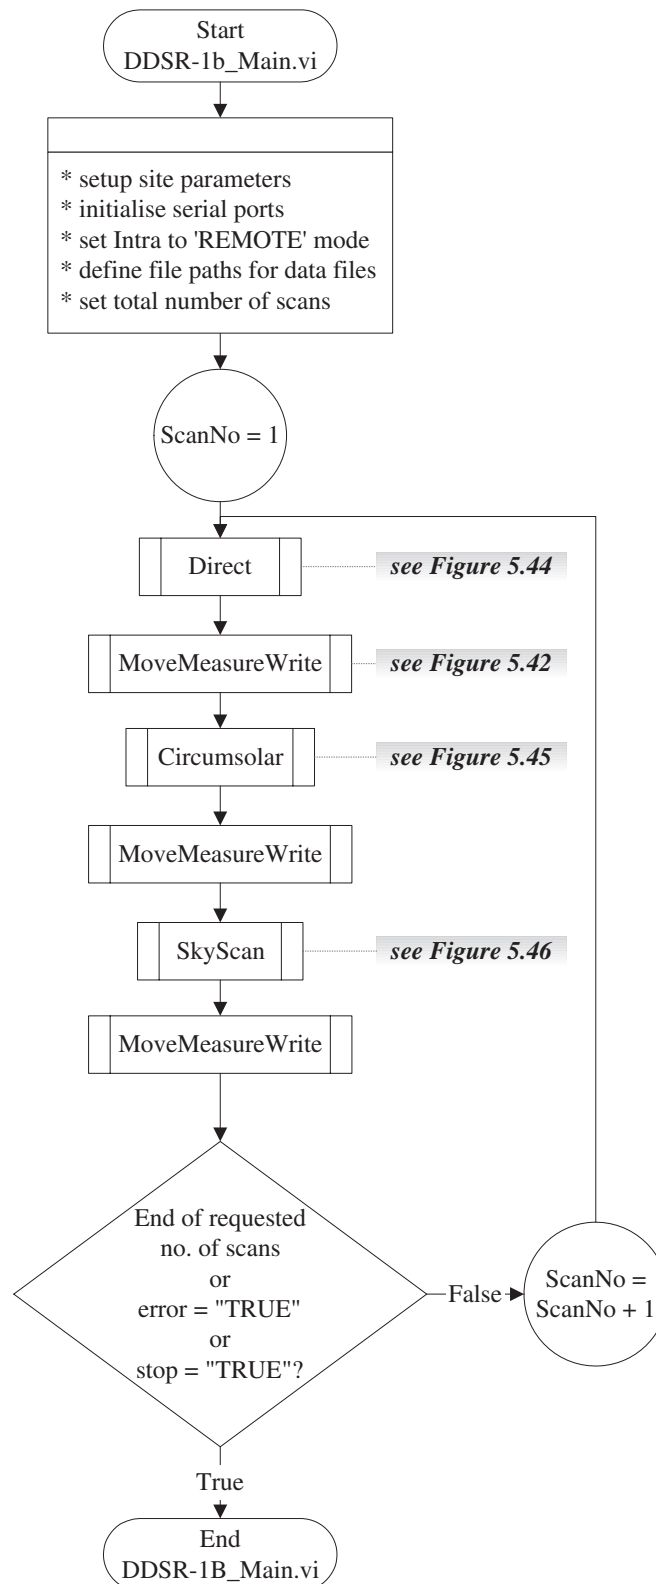 Start
DDSR-1b_Main.vi
* setup site parameters
* initialise serial ports
* set Intra to 'REMOTE' mode
* define file paths for data files
* set total number of scans
ScanNo = 1
Direct
see Figure 5.44
MoveMeasureWrite
see Figure 5.42
Circumsolar
see Figure 5.45
MoveMeasureWrite
SkyScan
see Figure 5.46
MoveMeasureWrite
End of requested
no. of scans
or
error = "TRUE"
or
stop = "TRUE"?
False
ScanNo =
ScanNo + 1
True
End
DDSR-1B_Main.vi